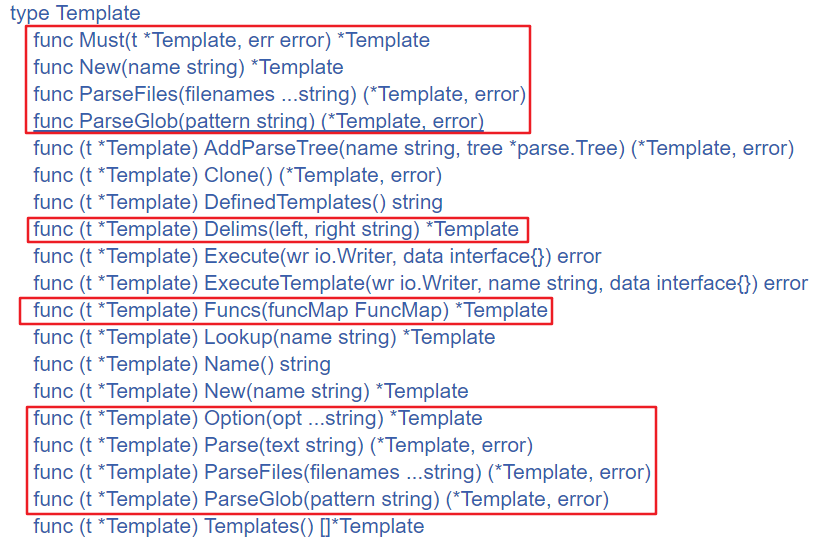 type Template
func Must(t *Template, err error) *Template
func New(name string) *Template
func ParseFiles(filenames ...string) (*Template, error)
func ParseGlob(pattern string) (*Template, error)
func (t *Template) AddParseTree(name string, tree *parse.Tree) (*Template, error)
func (t *Template) Clone() (*Template, error)
func (t *Template) DefinedTemplates() string
func (t *Template) Delims(left, right string) *Template
func (t *Template) Execute(wr io.Writer, data interface{}) error
func (t *Template) ExecuteTemplate(wr io.Writer, name string, data interface{}) error
func (t *Template) Funcs(funcMap FuncMap) *Template
func (t *Template) Lookup(name string) *Template
func (t *Template) Name() string
func (t *Template) New(name string) *Template
func (t *Template) Option(opt ...string) *Template
func (t *Template) Parse(text string) (*Template, error)
func (t *Template) ParseFiles(filenames ...string) (*Template, error)
func (t *Template) ParseGlob(pattern string) (*Template, error)
func (t *Template) Templates() []*Template